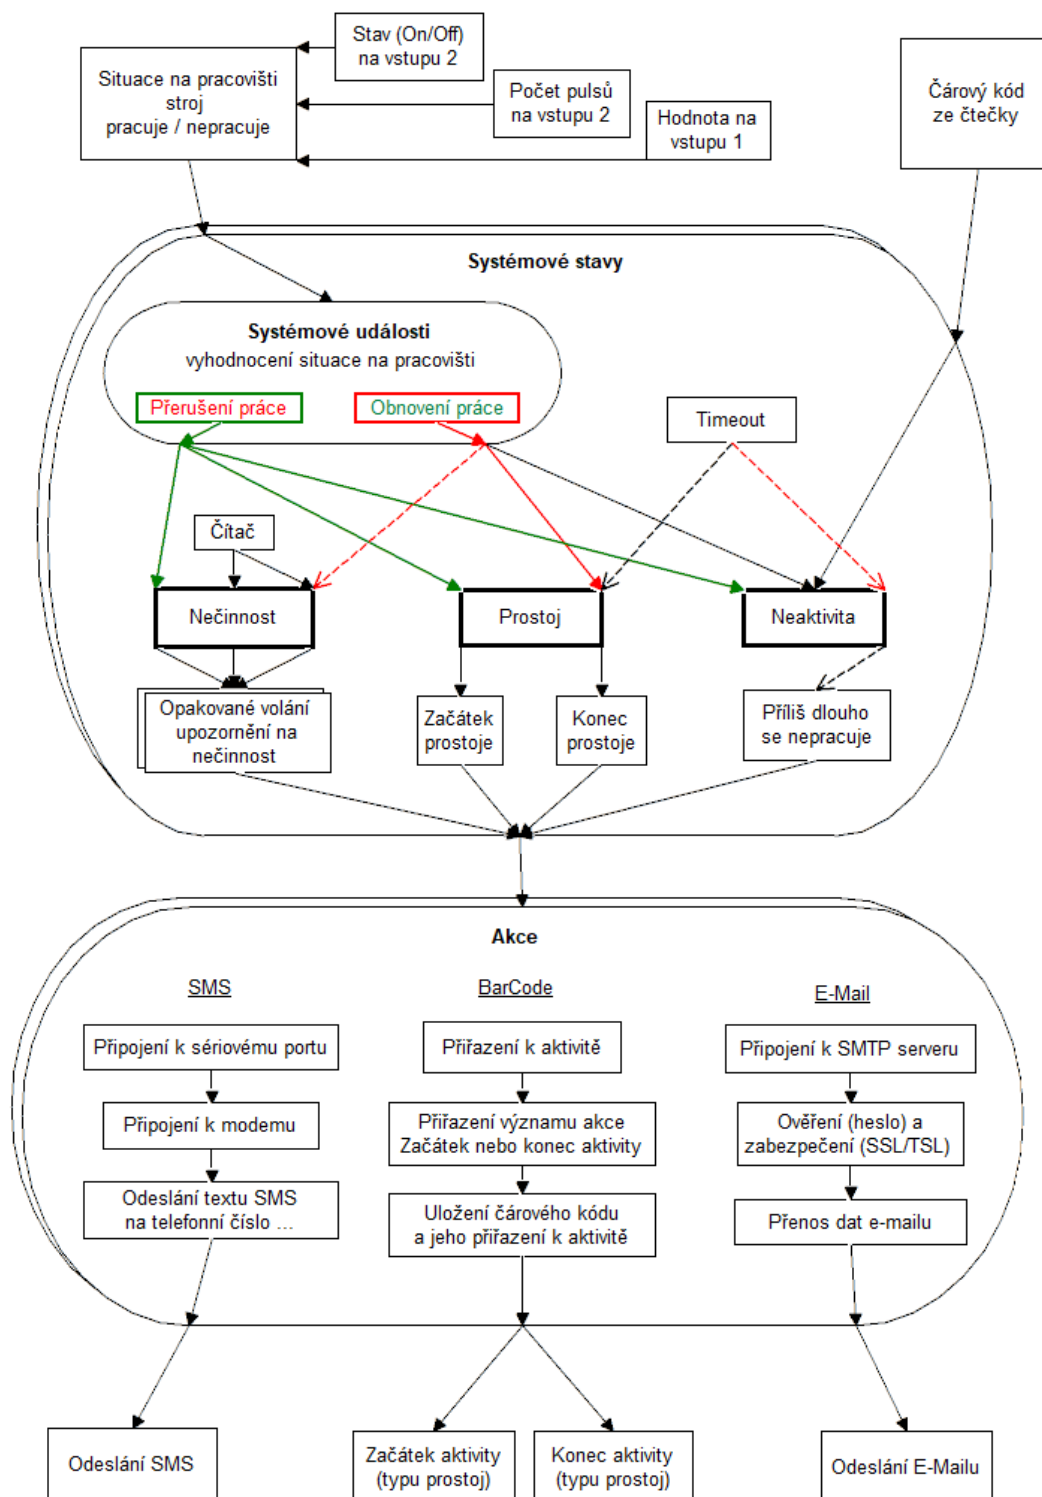 Stav (On/Off)
na vstupu 2
Situace na pracovišti
stroj
pracuje / nepracuje
Počet pulsů
na vstupu 2
Hodnota na
vstupu 1
Čárový kód
ze čtečky
Systémové stavy
Systémové události
vyhodnocení situace na pracovišti
Přerušení práce
Obnovení práce
Timeout
Čítač
Nečinnost
Prostoj
Neaktivita
Opakované volání
upozornění na
nečinnost
Začátek
prostoje
Konec
prostoje
Příliš dlouho
se nepracuje
Akce
SMS
BarCode
E-Mail
Připojení k sériovému portu
Přiřazení k aktivitě
Připojení k SMTP serveru
Připojení k modemu
Přiřazení významu akce
Začátek nebo konec aktivity
Ověření (heslo) a
zabezpečení (SSL/TSL)
Odeslání textu SMS
na telefonní číslo ...
Uložení čárového kódu
a jeho přiřazení k aktivitě
Přenos dat e-mailu
Odeslání SMS
Začátek aktivity
(typu prostoj)
Konec aktivity
(typu prostoj)
Odeslání E-Mailu